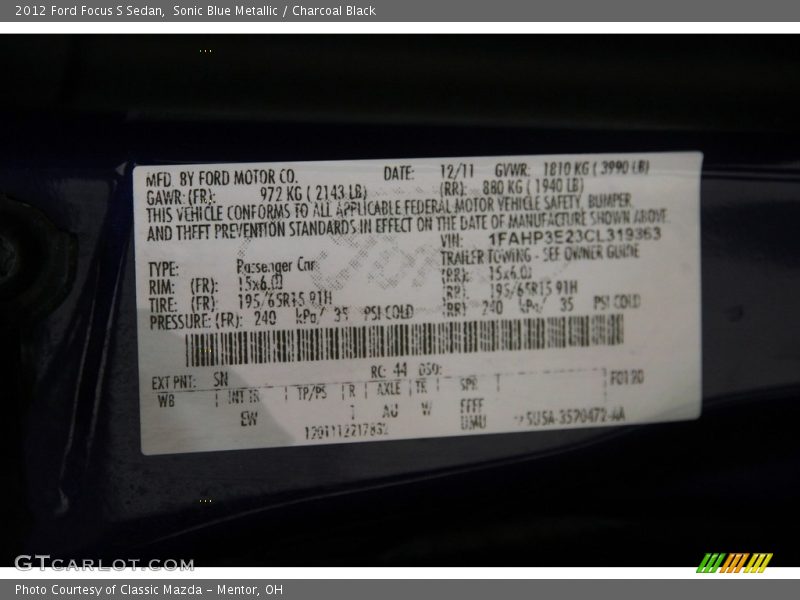 2012 Ford Focus S Sedan, Sonic Blue Metallic / Charcoal Black
MFD. BY FORD MOTOR CO. DATE: 12/11 GVWR: 1810 KG ( 3990 LB)
GAWR: (FR): 972 KG ( 2143 LB) (RR): 880 KG ( 1940 LB)
THIS VEHICLE CONFORMS TO ALL APPLICABLE FEDERAL MOTOR VEHICLE SAFETY, BUMPER,
AND THEFT PREVENTION STANDARDS IN EFFECT ON THE DATE OF MANUFACTURE SHOWN ABOVE.
VIN: 1FAHP3E23CL319363
TRAILER TOWING - SEE OWNER GUIDE
TYPE: Passenger Car
RIM: (FR): 15x6.0J (RR): 15x6.0J
TIRE: (FR): 195/65R15 91H (RR): 195/65R15 91H
PRESSURE: (FR): 240 kPa/ 35 PSI COLD (RR) 240 kPa/ 35 PSI COLD
EXT PNT: SN RC: 44 DSO: F0120
WB INT TR TP/PS R AXLE TR SPR
EW AU W FFFF
UMU 5USA-3520472-AA
GTCARLOT.COM
Photo Courtesy of Classic Mazda - Mentor, OH